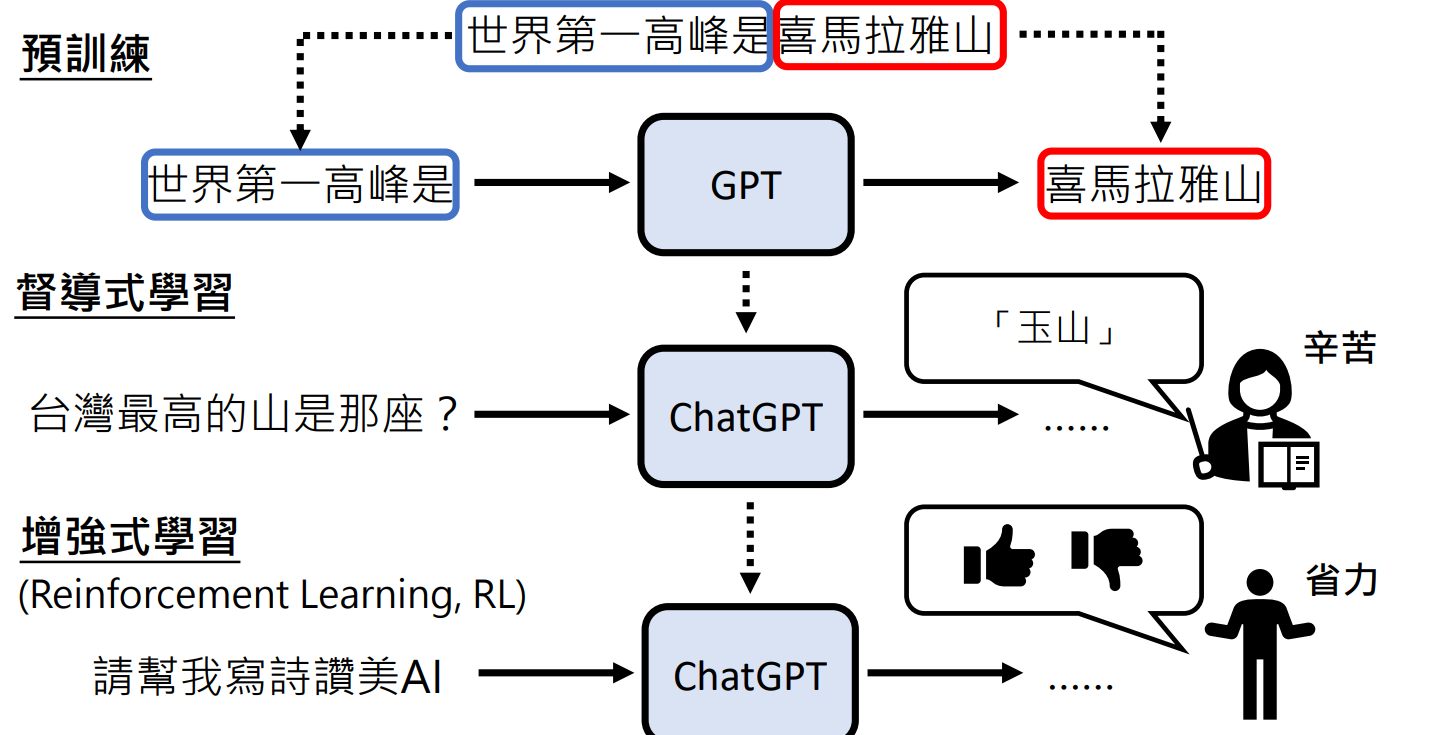 預訓練
世界第一高峰是喜馬拉雅山
世界第一高峰是
GPT
喜馬拉雅山
督導式學習
「玉山」
辛苦
台灣最高的山是那座？
ChatGPT
......
增強式學習
(Reinforcement Learning, RL)
省力
請幫我寫詩讚美AI
ChatGPT
......